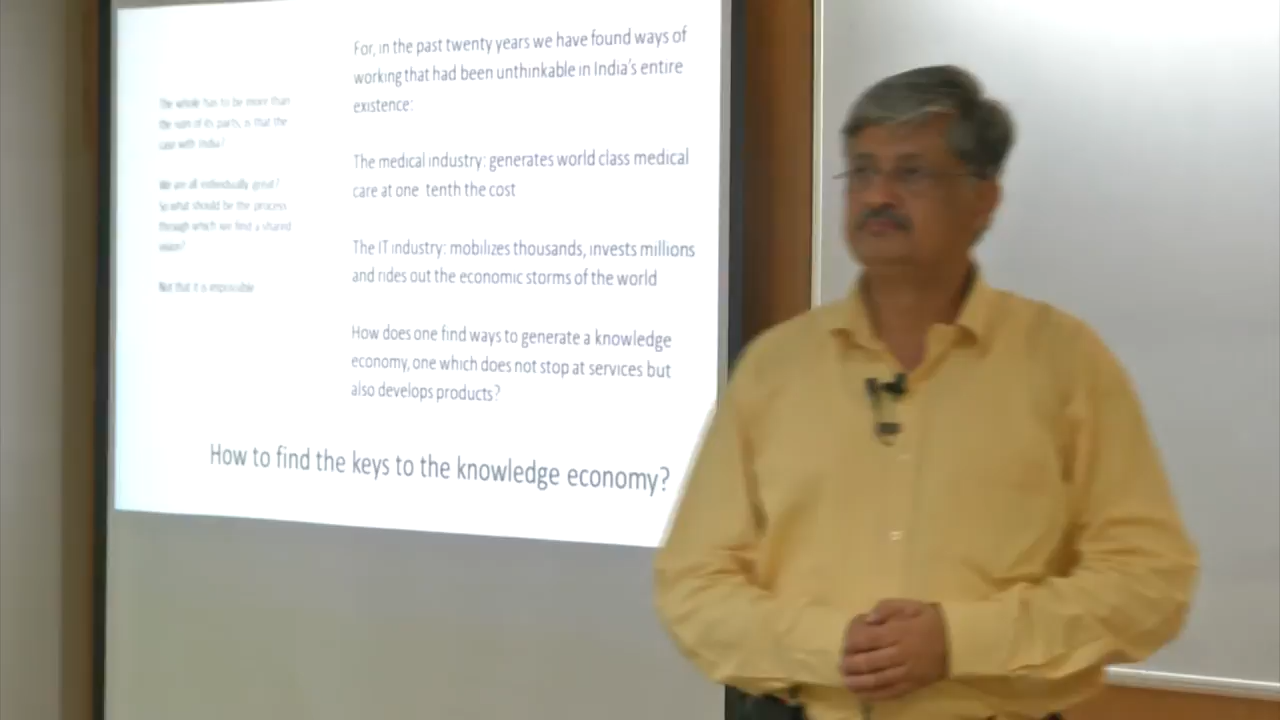 The whole has to be more than
the sum of its parts, is that the
case with India?
We are all individually great!
So what should be the process
through which we find a shared
vision?
Not that it is impossible
For, in the past twenty years we have found ways of
working that had been unthinkable in India's entire
existence:
The medical industry: generates world class medical
care at one tenth the cost
The IT industry: mobilizes thousands, invests millions
and rides out the economic storms of the world
How does one find ways to generate a knowledge
economy, one which does not stop at services but
also develops products?
How to find the keys to the knowledge economy?